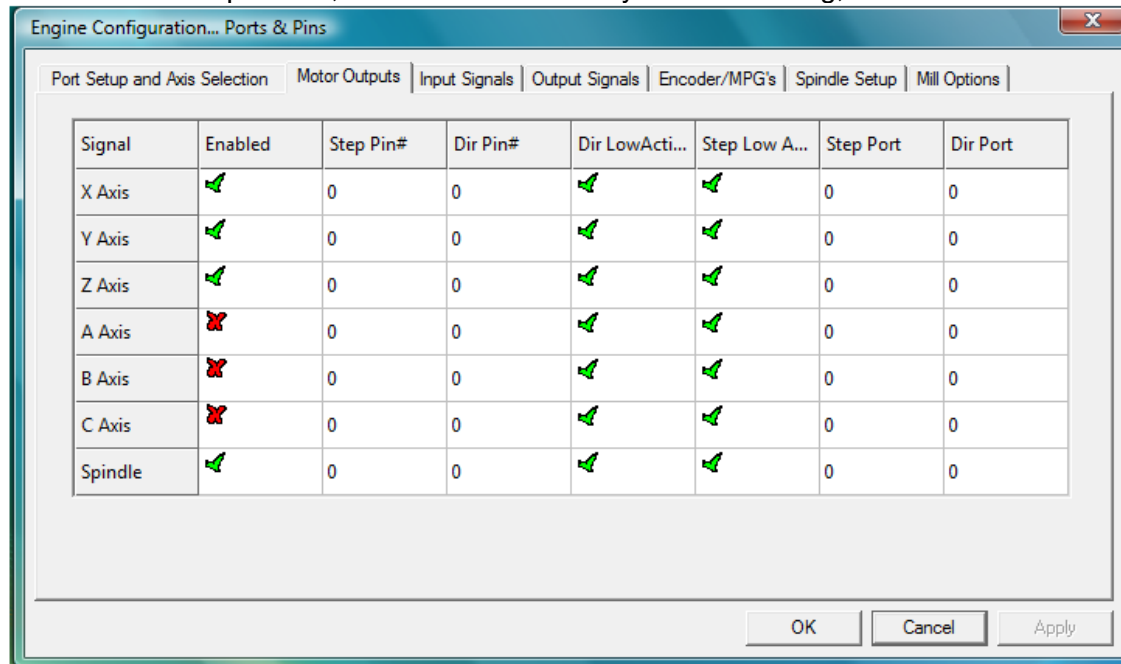 Engine Configuration... Ports & Pins
Port Setup and Axis Selection Motor Outputs Input Signals Output Signals Encoder/MPG's Spindle Setup Mill Options
Signal Enabled Step Pin# Dir Pin# Dir LowActi... Step Low A... Step Port Dir Port
X Axis 0 0 0 0
Y Axis 0 0 0 0
Z Axis 0 0 0 0
A Axis 0 0 0 0
B Axis 0 0 0 0
C Axis 0 0 0 0
Spindle 0 0 0 0
OK Cancel Apply